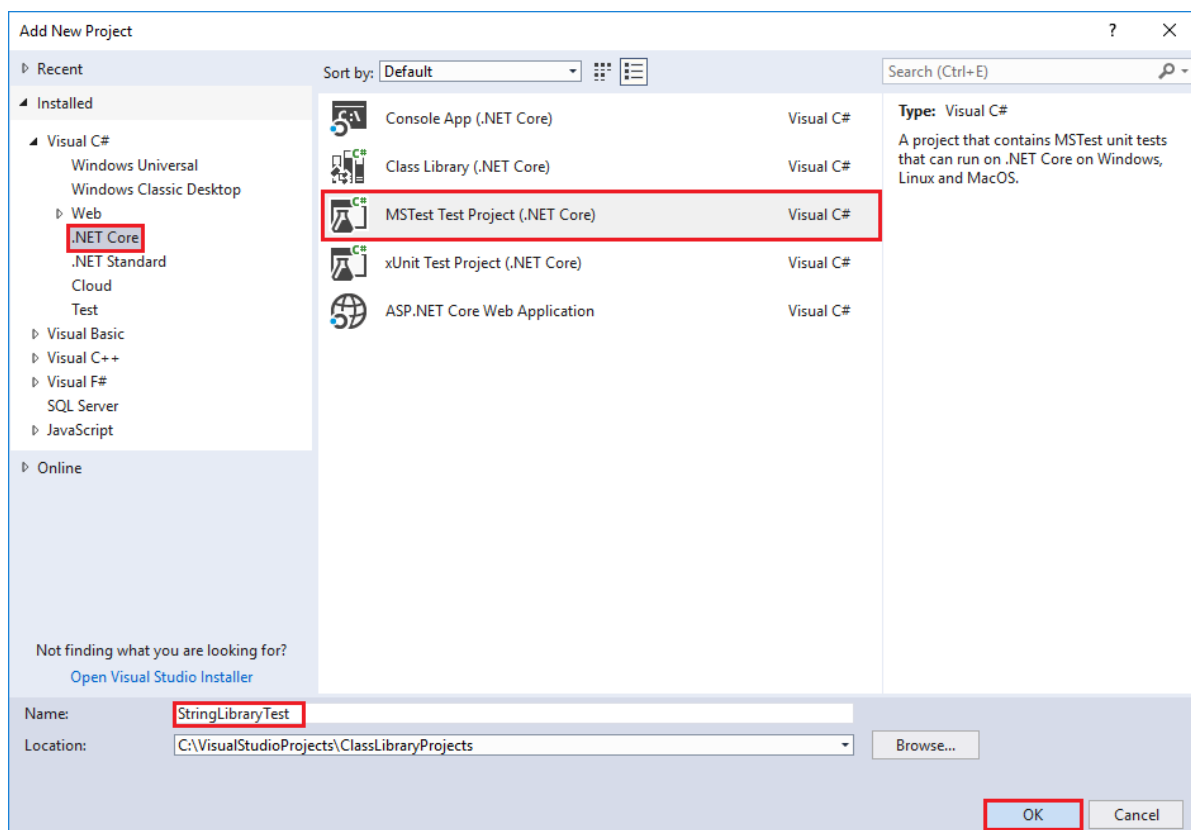 Add New Project
?
Recent
Sort by: Default
Search (Ctrl+E)
Installed
Visual C#
Windows Universal
Windows Classic Desktop
Web
.NET Core
.NET Standard
Cloud
Test
Visual Basic
Visual C++
Visual F#
SQL Server
JavaScript
Online
Console App (.NET Core) Visual C#
Class Library (.NET Core) Visual C#
MSTest Test Project (.NET Core) Visual C#
xUnit Test Project (.NET Core) Visual C#
ASP.NET Core Web Application Visual C#
Type: Visual C#
A project that contains MSTest unit tests
that can run on .NET Core on Windows,
Linux and MacOS.
Not finding what you are looking for?
Open Visual Studio Installer
Name: StringLibraryTest
Location: C:\VisualStudioProjects\ClassLibraryProjects
Browse...
OK Cancel